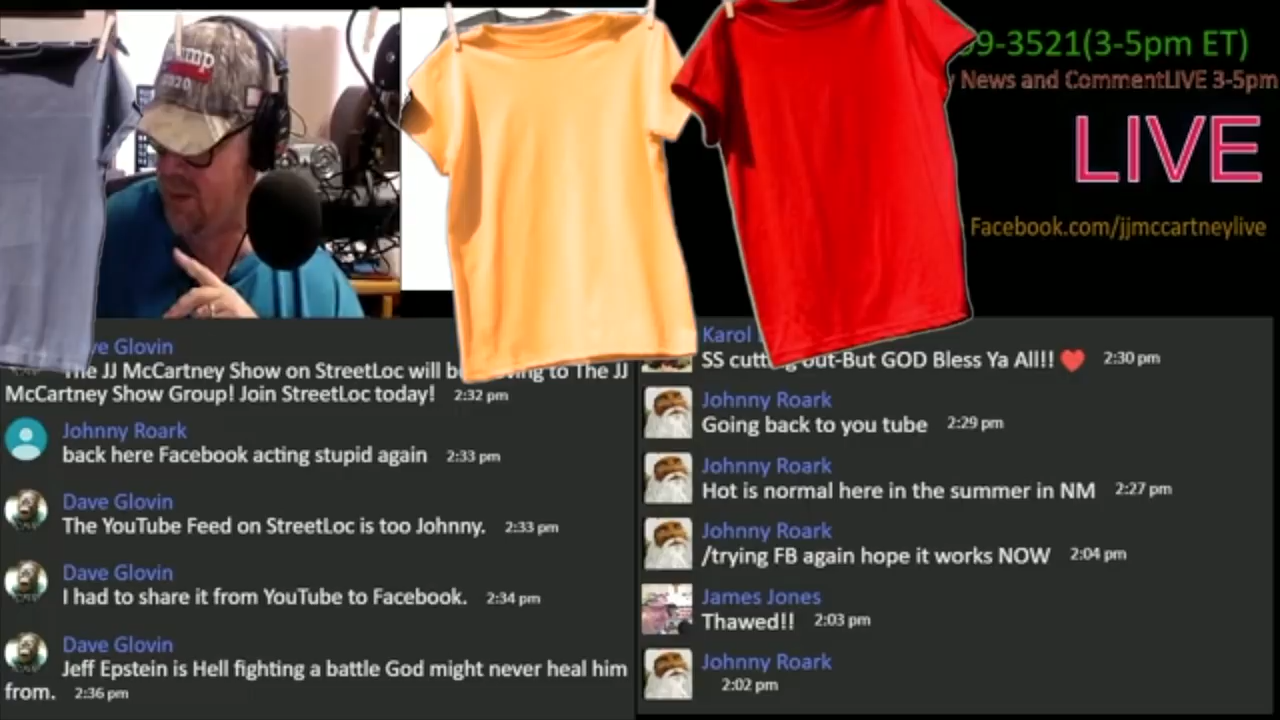 2020
99-3521(3-5pm ET)
News and CommentLIVE 3-5pm
LIVE
Facebook.com/jjmccartneylive
Glovin
The JJ McCartney Show on StreetLoc will to The JJ
McCartney Show Group! Join StreetLoc today! 2:32 pm
Johnny Roark
back here Facebook acting stupid again 2:33 pm
Dave Glovin
The YouTube Feed on StreetLoc is too Johnny. 2:33 pm
Dave Glovin
I had to share it from YouTube to Facebook. 2:34 pm
Dave Glovin
Jeff Epstein is Hell fighting a battle God might never heal him
from. 2:36 pm
Karol
SS out-But GOD Bless Ya All!! ❤️ 2:30 pm
Johnny Roark
Going back to you tube 2:29 pm
Johnny Roark
Hot is normal here in the summer in NM 2:27 pm
Johnny Roark
/trying FB again hope it works NOW 2:04 pm
James Jones
Thawed!! 2:03 pm
Johnny Roark
2:02 pm